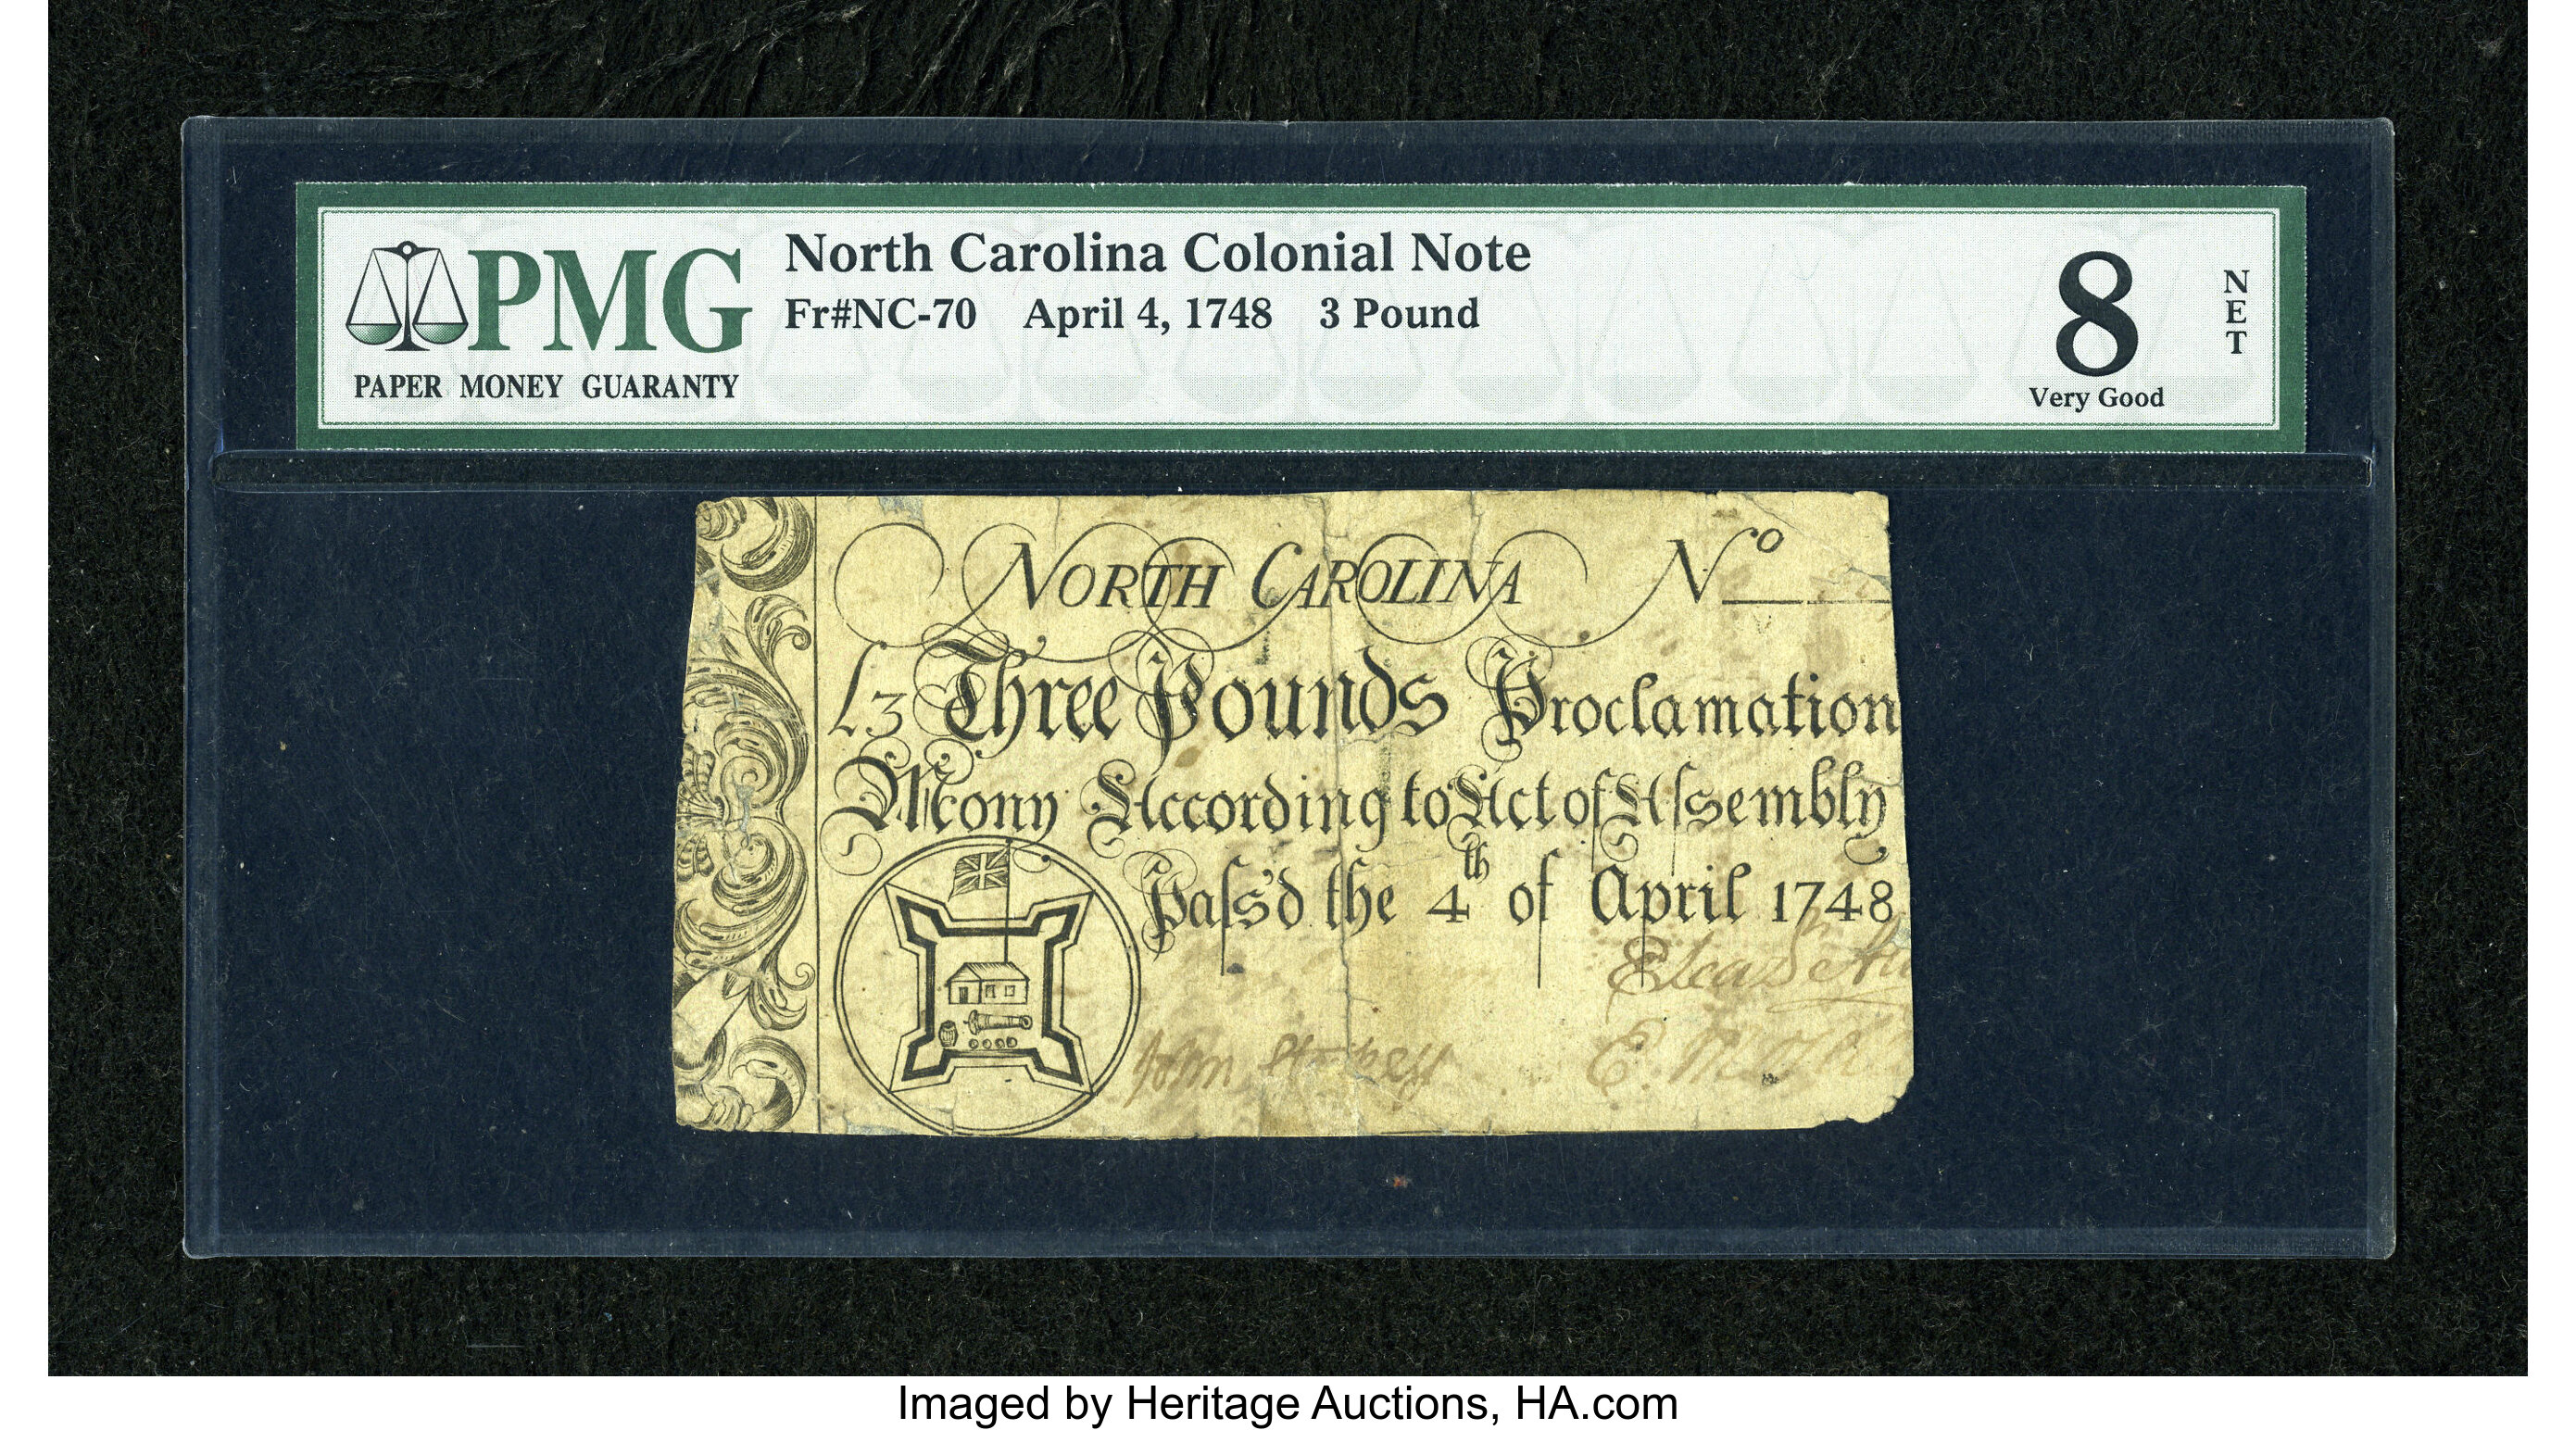 PMG
PAPER MONEY GUARANTY
North Carolina Colonial Note
Fr#NC-70 April 4, 1748 3 Pound
8
Very Good
NET
NORTH CAROLINA No
£3 Three Pounds Proclamation
Mony According to Act of Aſsembly
Paſs'd the 4th of April 1748
John
E.
Imaged by Heritage Auctions, HA.com